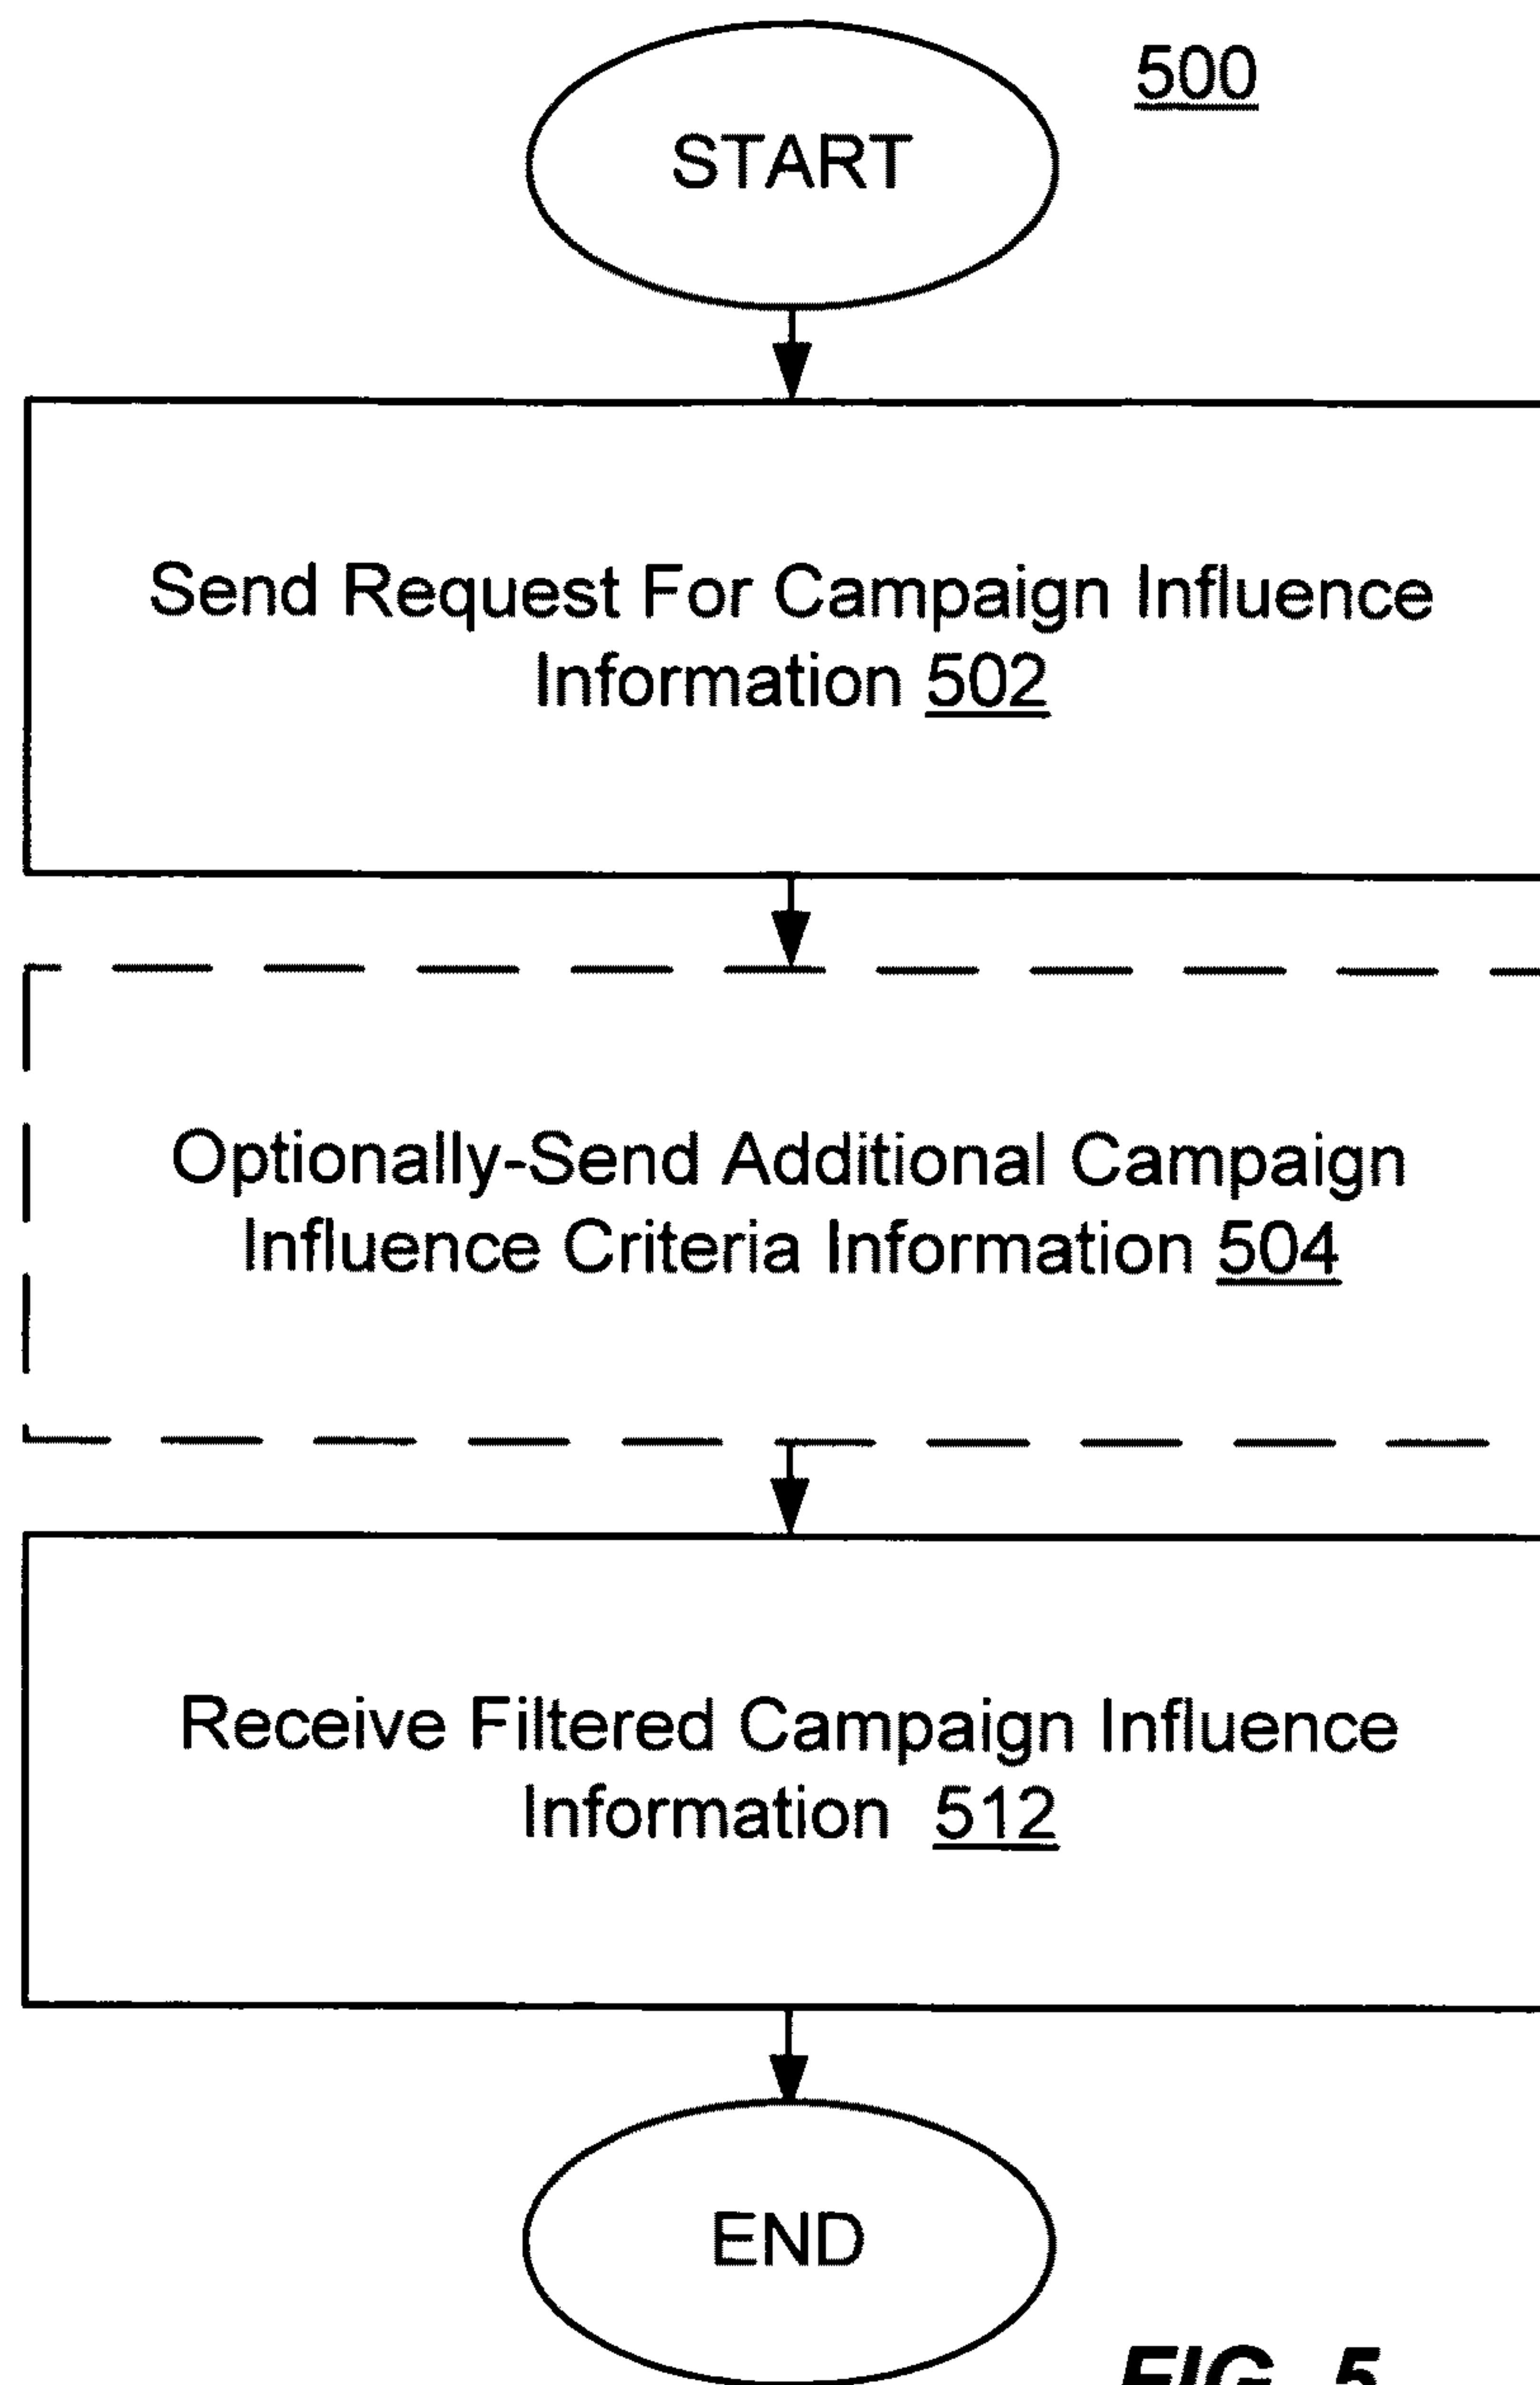 500
START
Send Request For Campaign Influence
Information 502
Optionally-Send Additional Campaign
Influence Criteria Information 504
Receive Filtered Campaign Influence
Information 512
END
FIG. 5